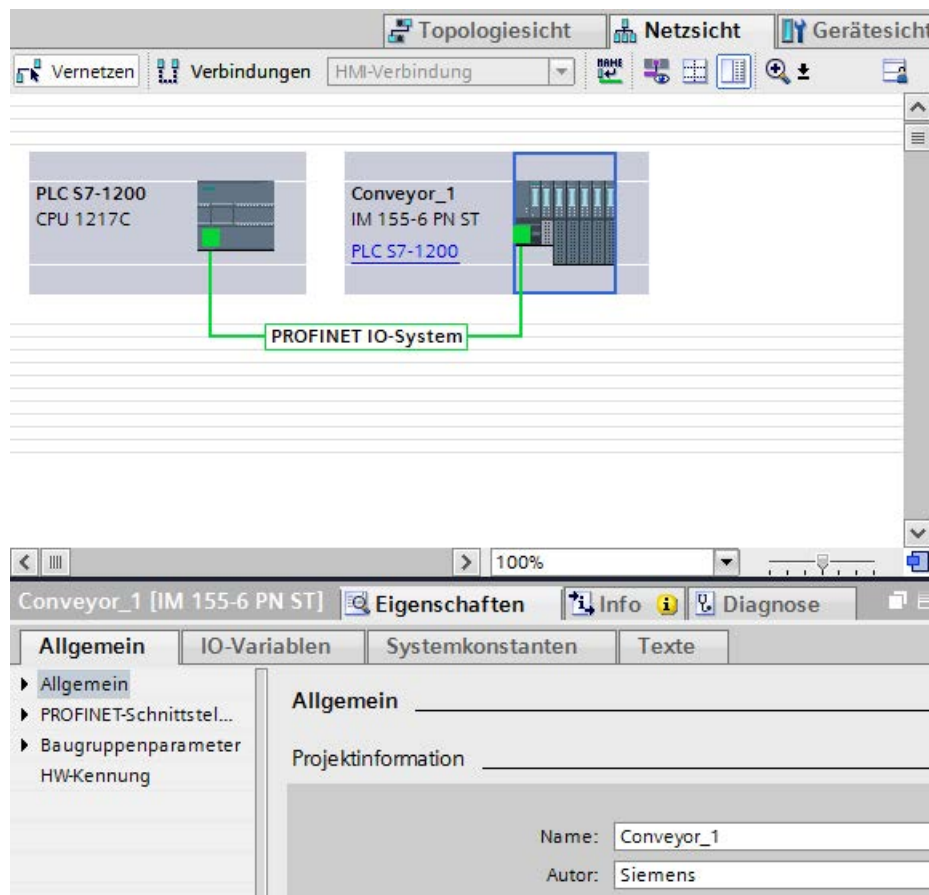 Topologiesicht Netzsicht Gerätesicht
Vernetzen Verbindungen HMI-Verbindung
PLC S7-1200
CPU 1217C
Conveyor_1
IM 155-6 PN ST
PLC S7-1200
PROFINET IO-System
100%
Conveyor_1 [IM 155-6 PN ST] Eigenschaften Info Diagnose
Allgemein IO-Variablen Systemkonstanten Texte
Allgemein
PROFINET-Schnittstel...
Baugruppenparameter
HW-Kennung
Allgemein
Projektinformation
Name: Conveyor_1
Autor: Siemens